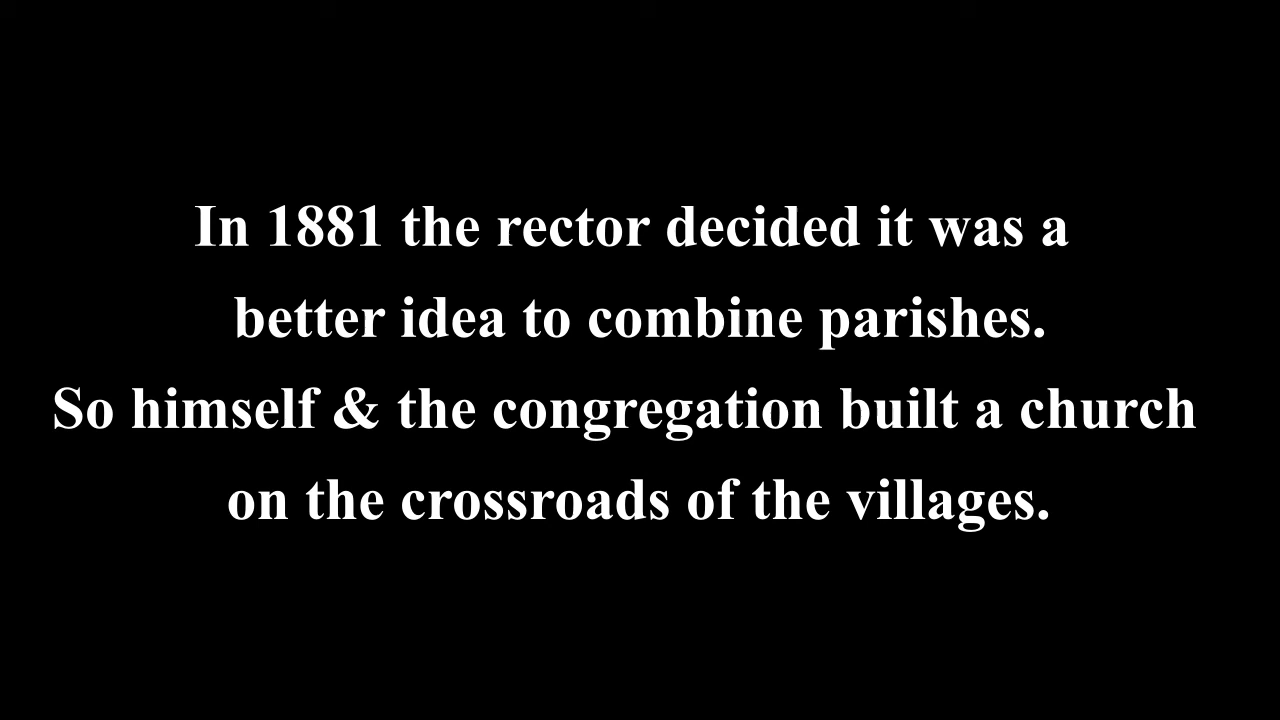 In 1881 the rector decided it was a
better idea to combine parishes.
So himself & the congregation built a church
on the crossroads of the villages.